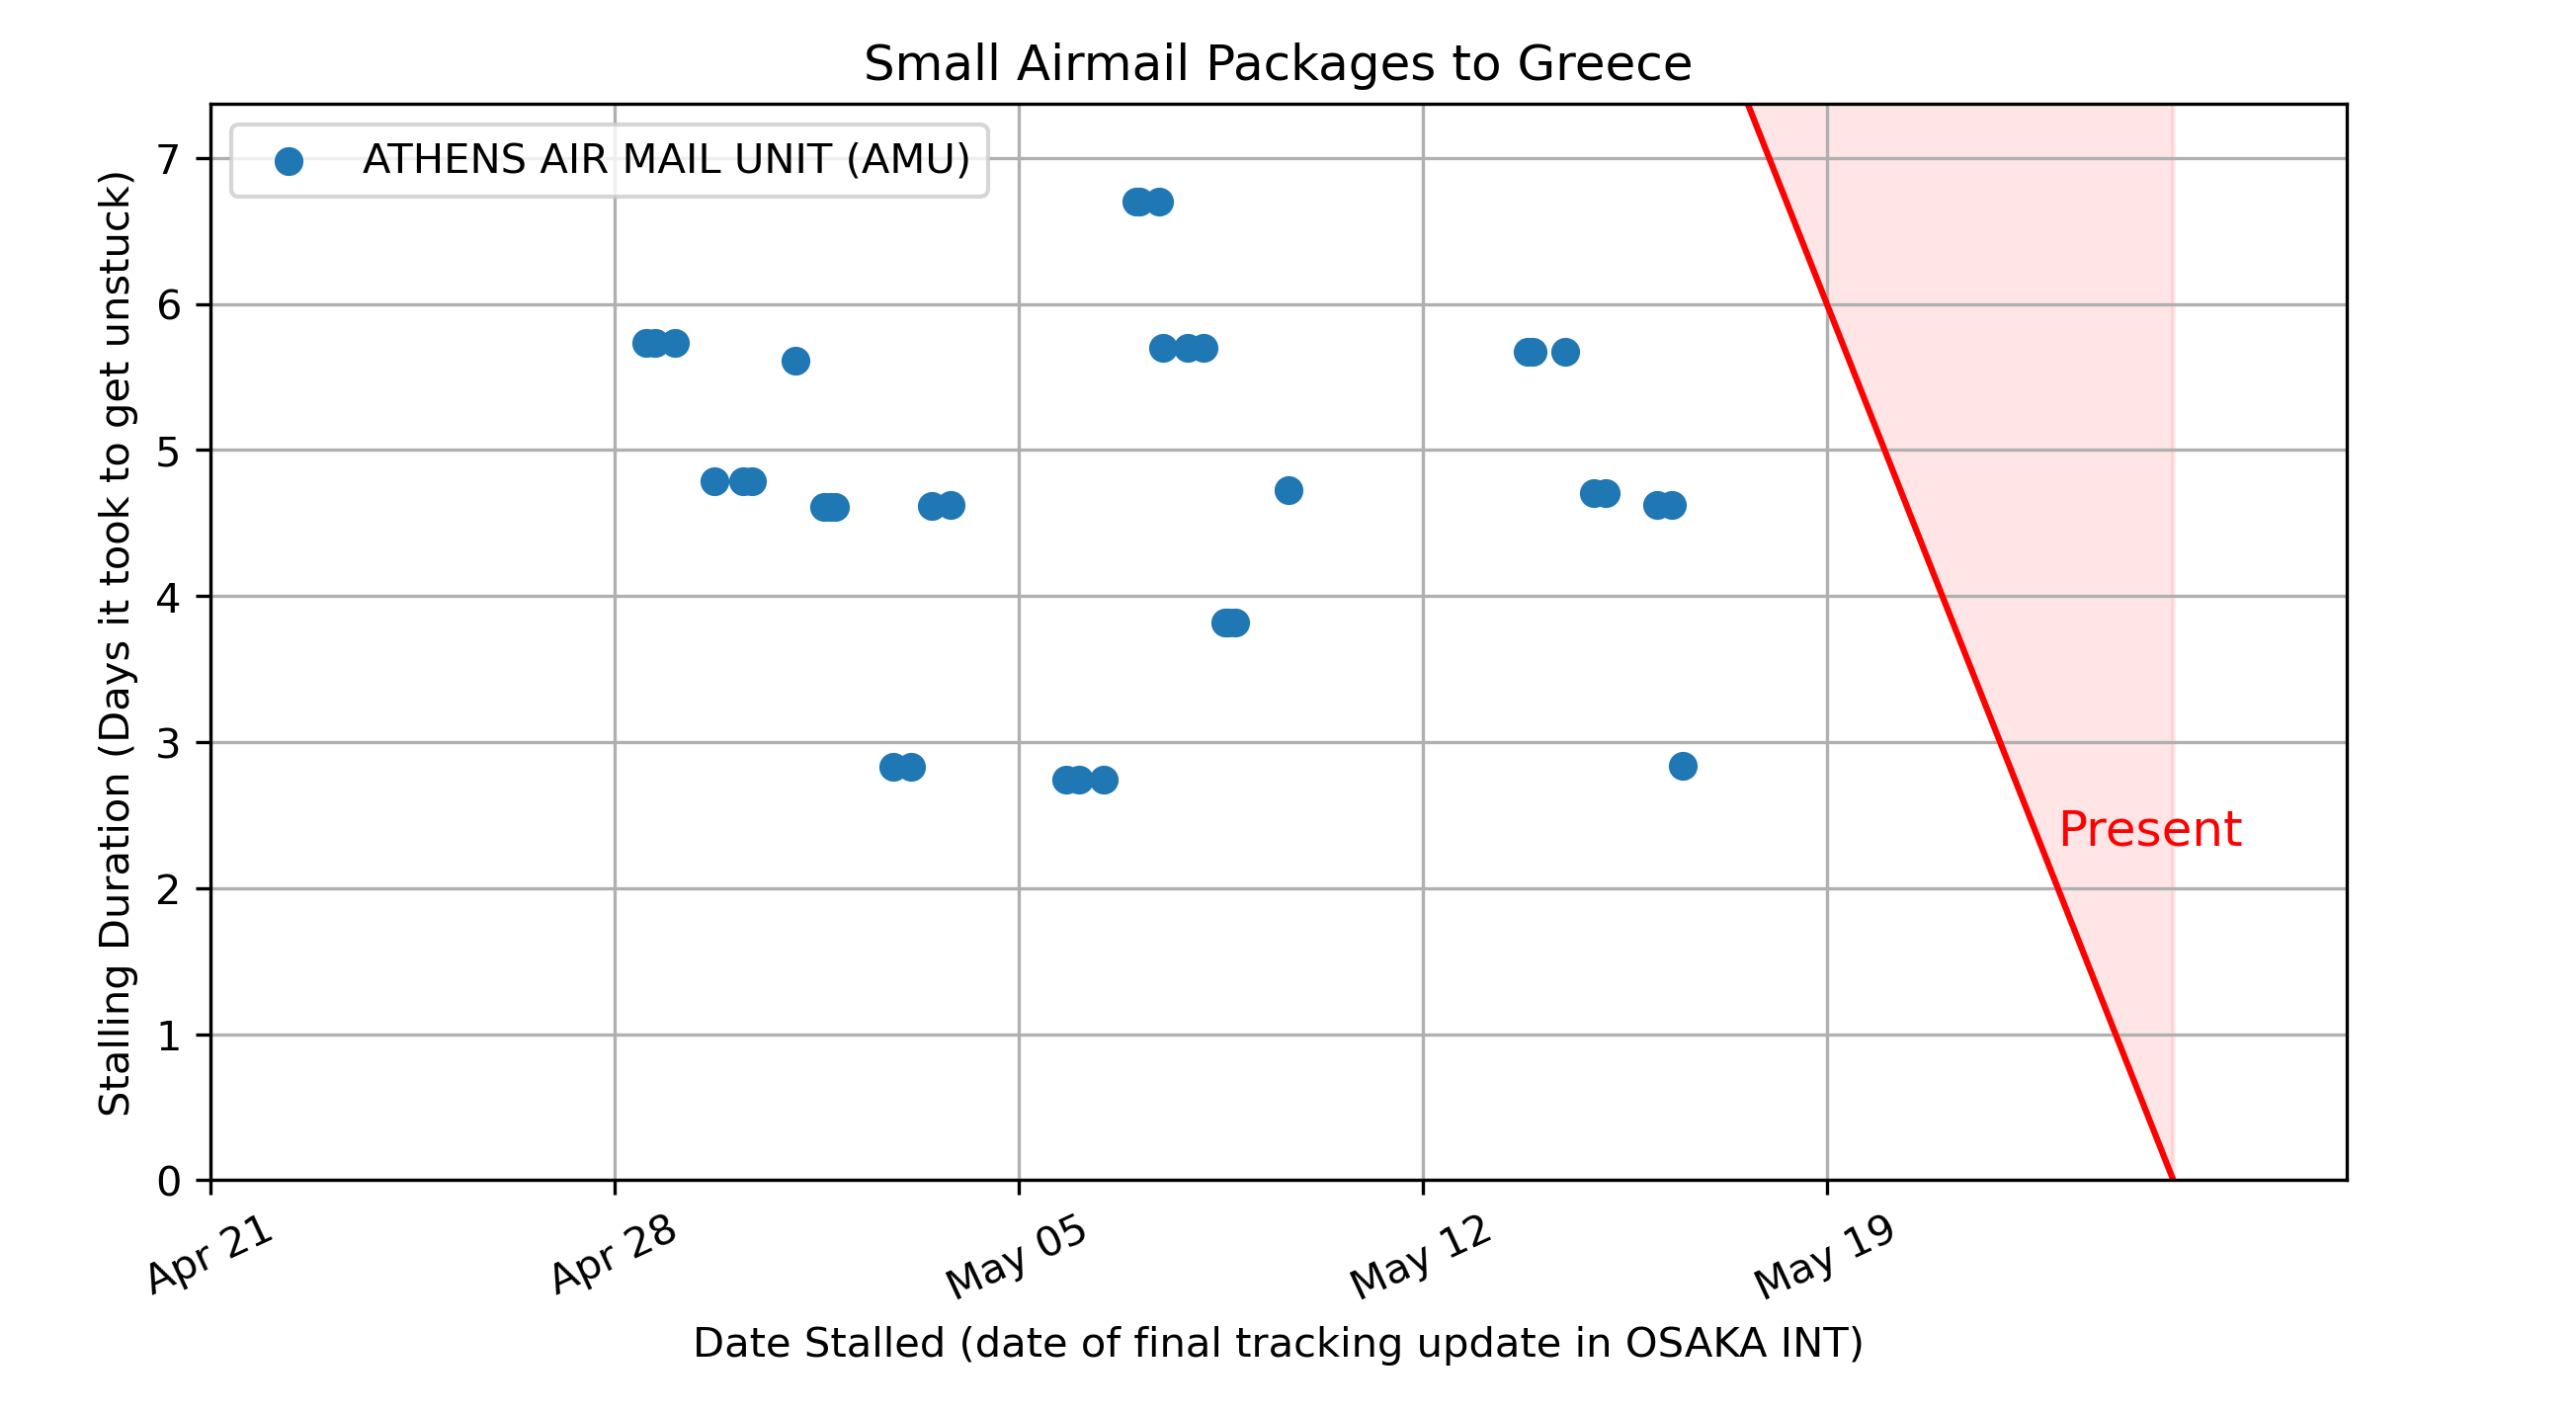 Small Airmail Packages to Greece
ATHENS AIR MAIL UNIT (AMU)
Stalling Duration (Days it took to get unstuck)
7
6
5
4
3
2
1
0
Present
Apr 21
Apr 28
May 05
May 12
May 19
Date Stalled (date of final tracking update in OSAKA INT)